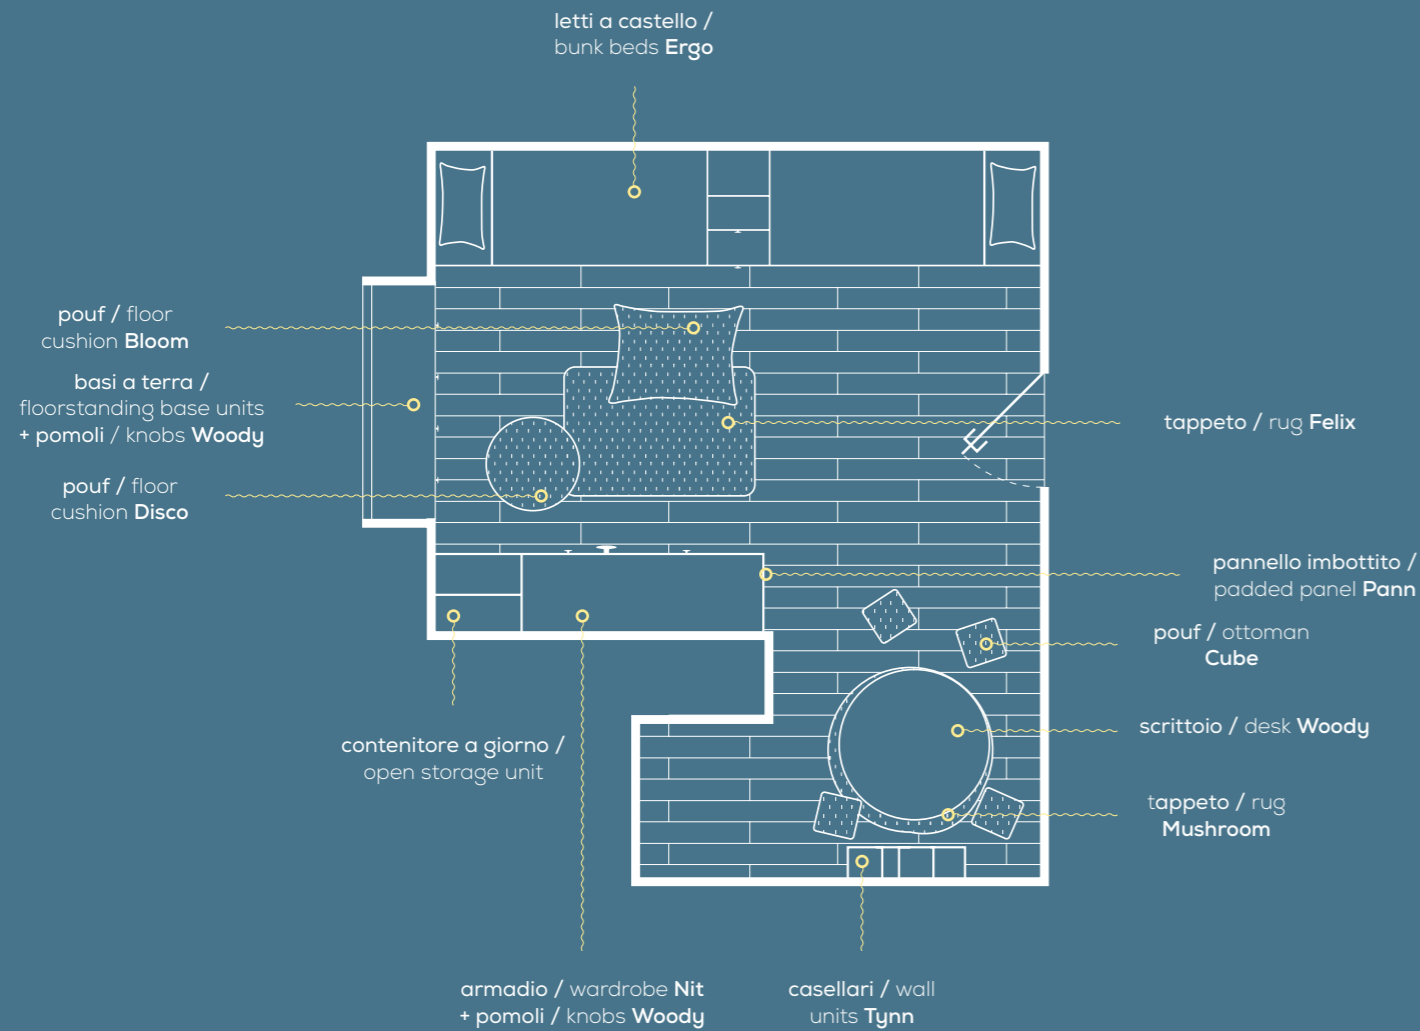 letti a castello /
bunk beds Ergo
pouf / floor
cushion Bloom
basi a terra /
floorstanding base units
+ pomoli / knobs Woody
pouf / floor
cushion Disco
tappeto / rug Felix
pannello imbottito /
padded panel Pann
pouf / ottoman
Cube
scrittoio / desk Woody
tappeto / rug
Mushroom
contenitore a giorno /
open storage unit
armadio / wardrobe Nit
+ pomoli / knobs Woody
casellari / wall
units Tynn